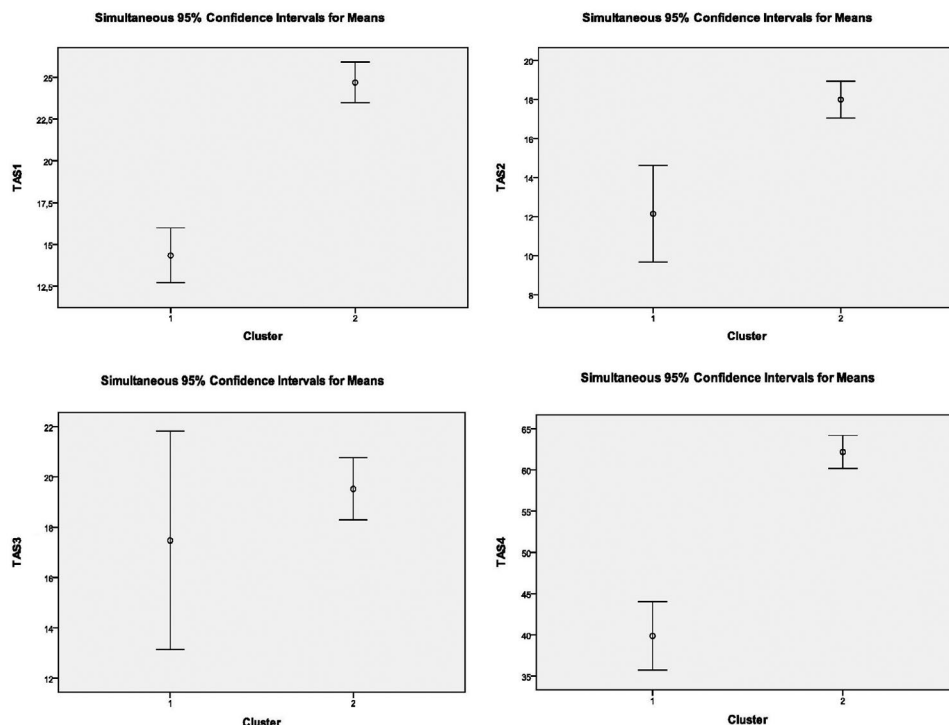 Simultaneous 95% Confidence Intervals for Means
25
22,5
20
17,5
15
12,5
TAS1
1
2
Cluster
Simultaneous 95% Confidence Intervals for Means
20
18
16
14
12
10
8
TAS2
1
2
Cluster
Simultaneous 95% Confidence Intervals for Means
22
20
18
16
14
12
TAS3
1
2
Cluster
Simultaneous 95% Confidence Intervals for Means
65
60
55
50
45
40
35
TAS4
1
2
Cluster